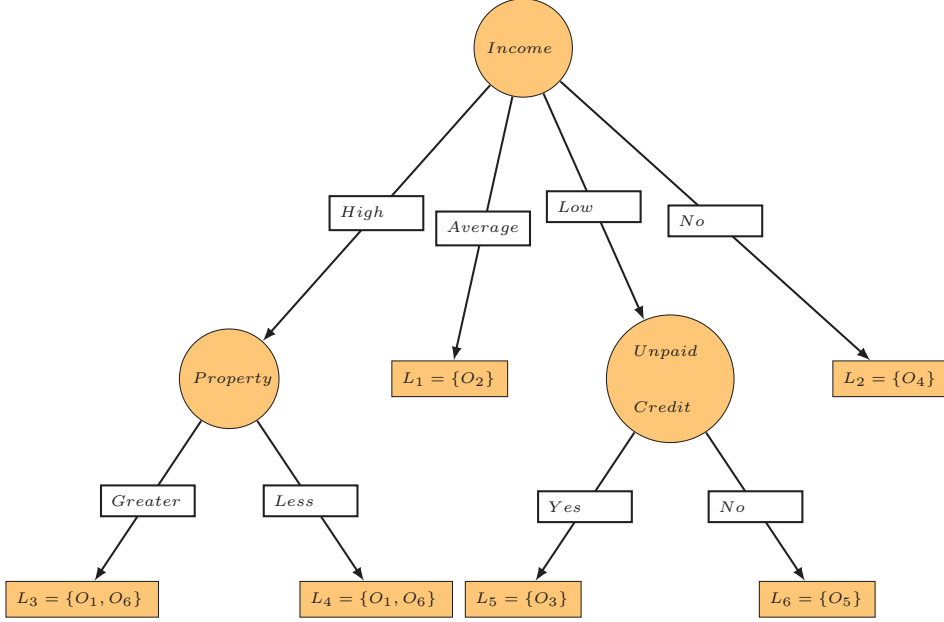 Income
High
Average
Low
No
Property
L₁ = {O₂}
Unpaid
Credit
L₂ = {O₄}
Greater
Less
Yes
No
L₃ = {O₁, O₆}
L₄ = {O₁, O₆}
L₅ = {O₃}
L₆ = {O₅}